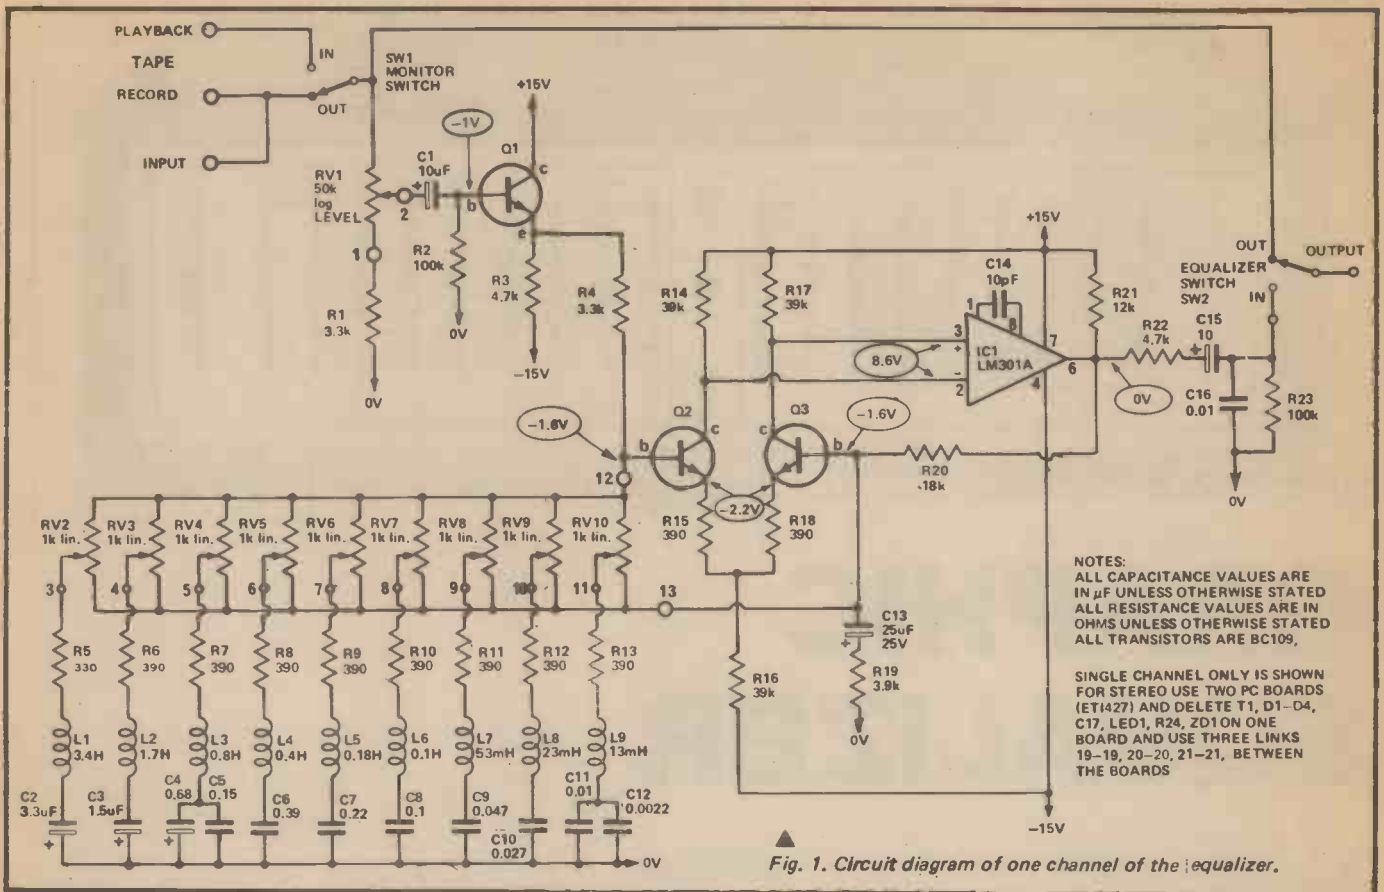 PLAYBACK
TAPE
RECORD
INPUT
IN
OUT
SW1
MONITOR
SWITCH
RV1
50k
log
LEVEL
1
2
R1
3.3k
0V
C1
10uF
+
-1V
R2
100k
0V
+15V
Q1
b
c
e
R3
4.7k
-15V
R4
3.3k
-1.6V
12
R14
39k
R17
39k
Q2
b
c
Q3
c
b
-1.6V
-2.2V
R15
390
R18
390
R16
39k
8.6V
C14
10pF
1
8
3
+
IC1
LM301A
-
2
7
4
6
+15V
R21
12k
R22
4.7k
C15
10
+
0V
C16
0.01
R23
100k
0V
OUT
EQUALIZER
SWITCH
SW2
IN
OUTPUT
R20
18k
C13
25uF
25V
+
R19
3.9k
0V
-15V
RV2
1k lin.
RV3
1k lin.
RV4
1k lin.
RV5
1k lin.
RV6
1k lin.
RV7
1k lin.
RV8
1k lin.
RV9
1k lin.
RV10
1k lin.
3
4
5
6
7
8
9
10
11
13
R5
330
R6
390
R7
390
R8
390
R9
390
R10
390
R11
390
R12
390
R13
390
L1
3.4H
L2
1.7H
L3
0.8H
L4
0.4H
L5
0.18H
L6
0.1H
L7
53mH
L8
23mH
L9
13mH
C2
3.3uF
+
C3
1.5uF
+
C4
0.68
+
C5
0.15
C6
0.39
C7
0.22
C8
0.1
C9
0.047
C10
0.027
C11
0.01
C12
0.0022
0V
NOTES:
ALL CAPACITANCE VALUES ARE
IN µF UNLESS OTHERWISE STATED
ALL RESISTANCE VALUES ARE IN
OHMS UNLESS OTHERWISE STATED
ALL TRANSISTORS ARE BC109,
SINGLE CHANNEL ONLY IS SHOWN
FOR STEREO USE TWO PC BOARDS
(ETI427) AND DELETE T1, D1-D4,
C17, LED1, R24, ZD1 ON ONE
BOARD AND USE THREE LINKS
19-19, 20-20, 21-21, BETWEEN
THE BOARDS
Fig. 1. Circuit diagram of one channel of the equalizer.